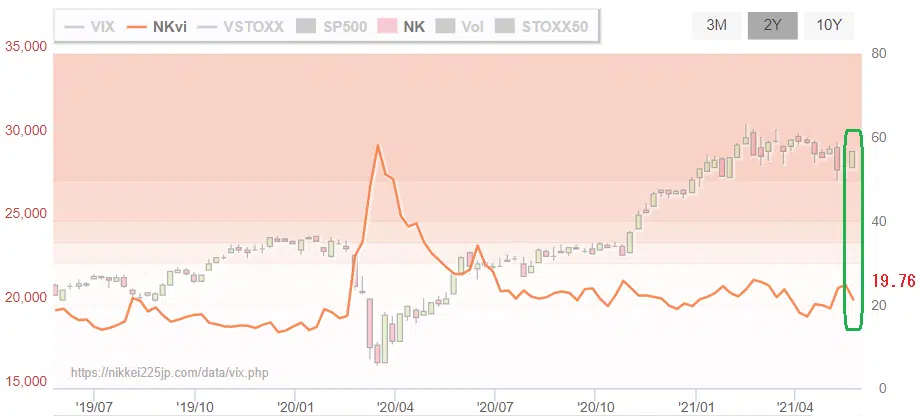 VIX NKvi VSTOXX SP500 NK Vol STOXX50 3M 2Y 10Y
35,000 80
30,000 60
25,000 40
19.76
20,000 20
https://nikkei225jp.com/data/vix.php
15,000 0
'19/07 '19/10 '20/01 '20/04 '20/07 '20/10 '21/01 '21/04